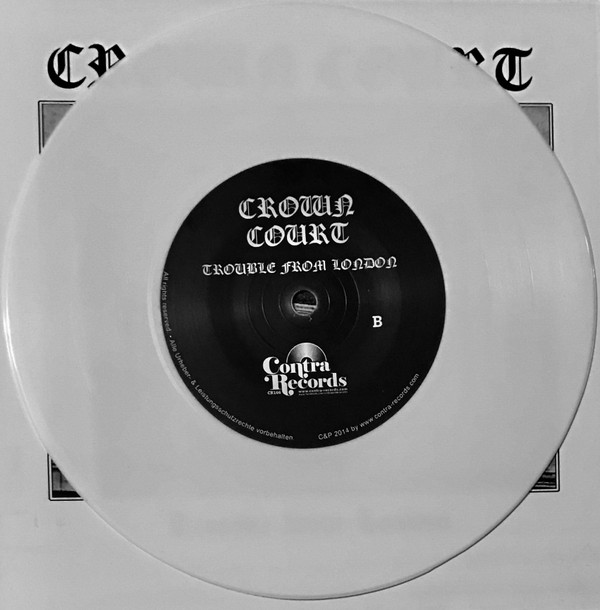 CROWN
COURT
TROUBLE FROM LONDON
B
Contra
Records
www.contra-records.com
All rights reserved • Alle Urheber- & Leistungsschutzrechte vorbehalten
C&P 2014 by www.contra-records.com